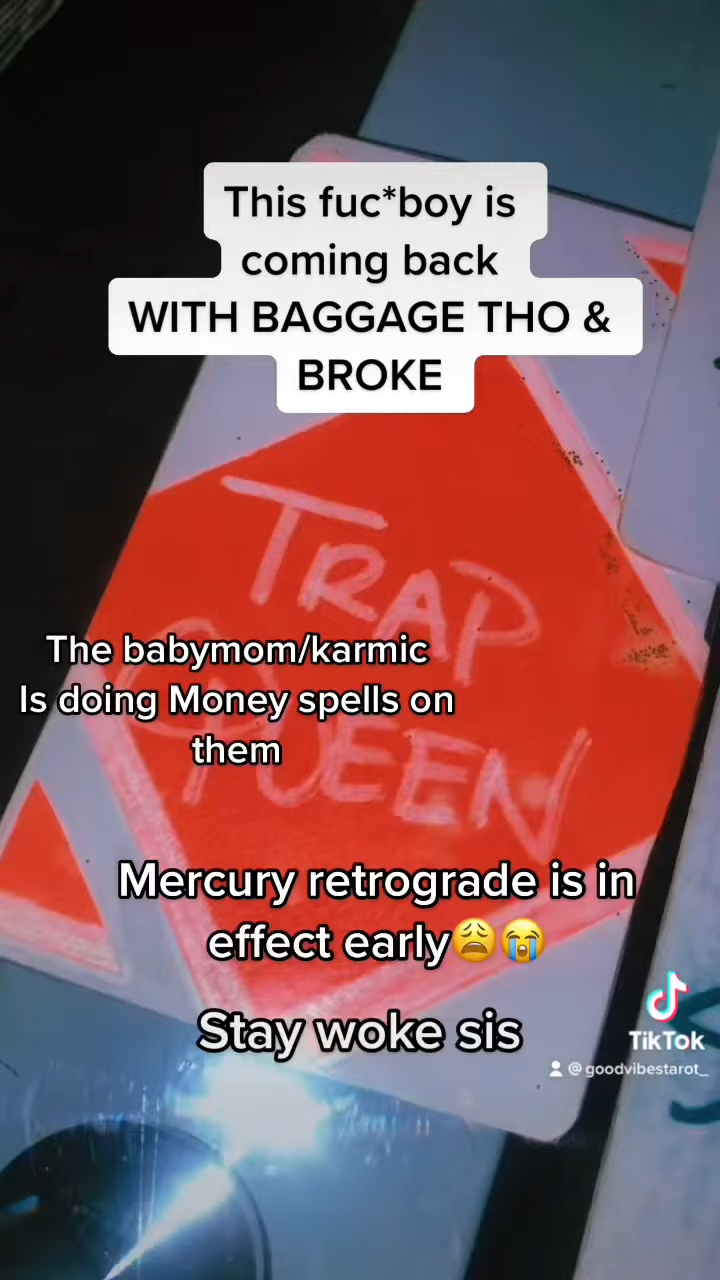 This fuc*boy is
coming back
WITH BAGGAGE THO &
BROKE
TRAP
QUEEN
The babymom/karmic
Is doing Money spells on
them
Mercury retrograde is in
effect early😩😭
Stay woke sis
TikTok
@goodvibestarot_